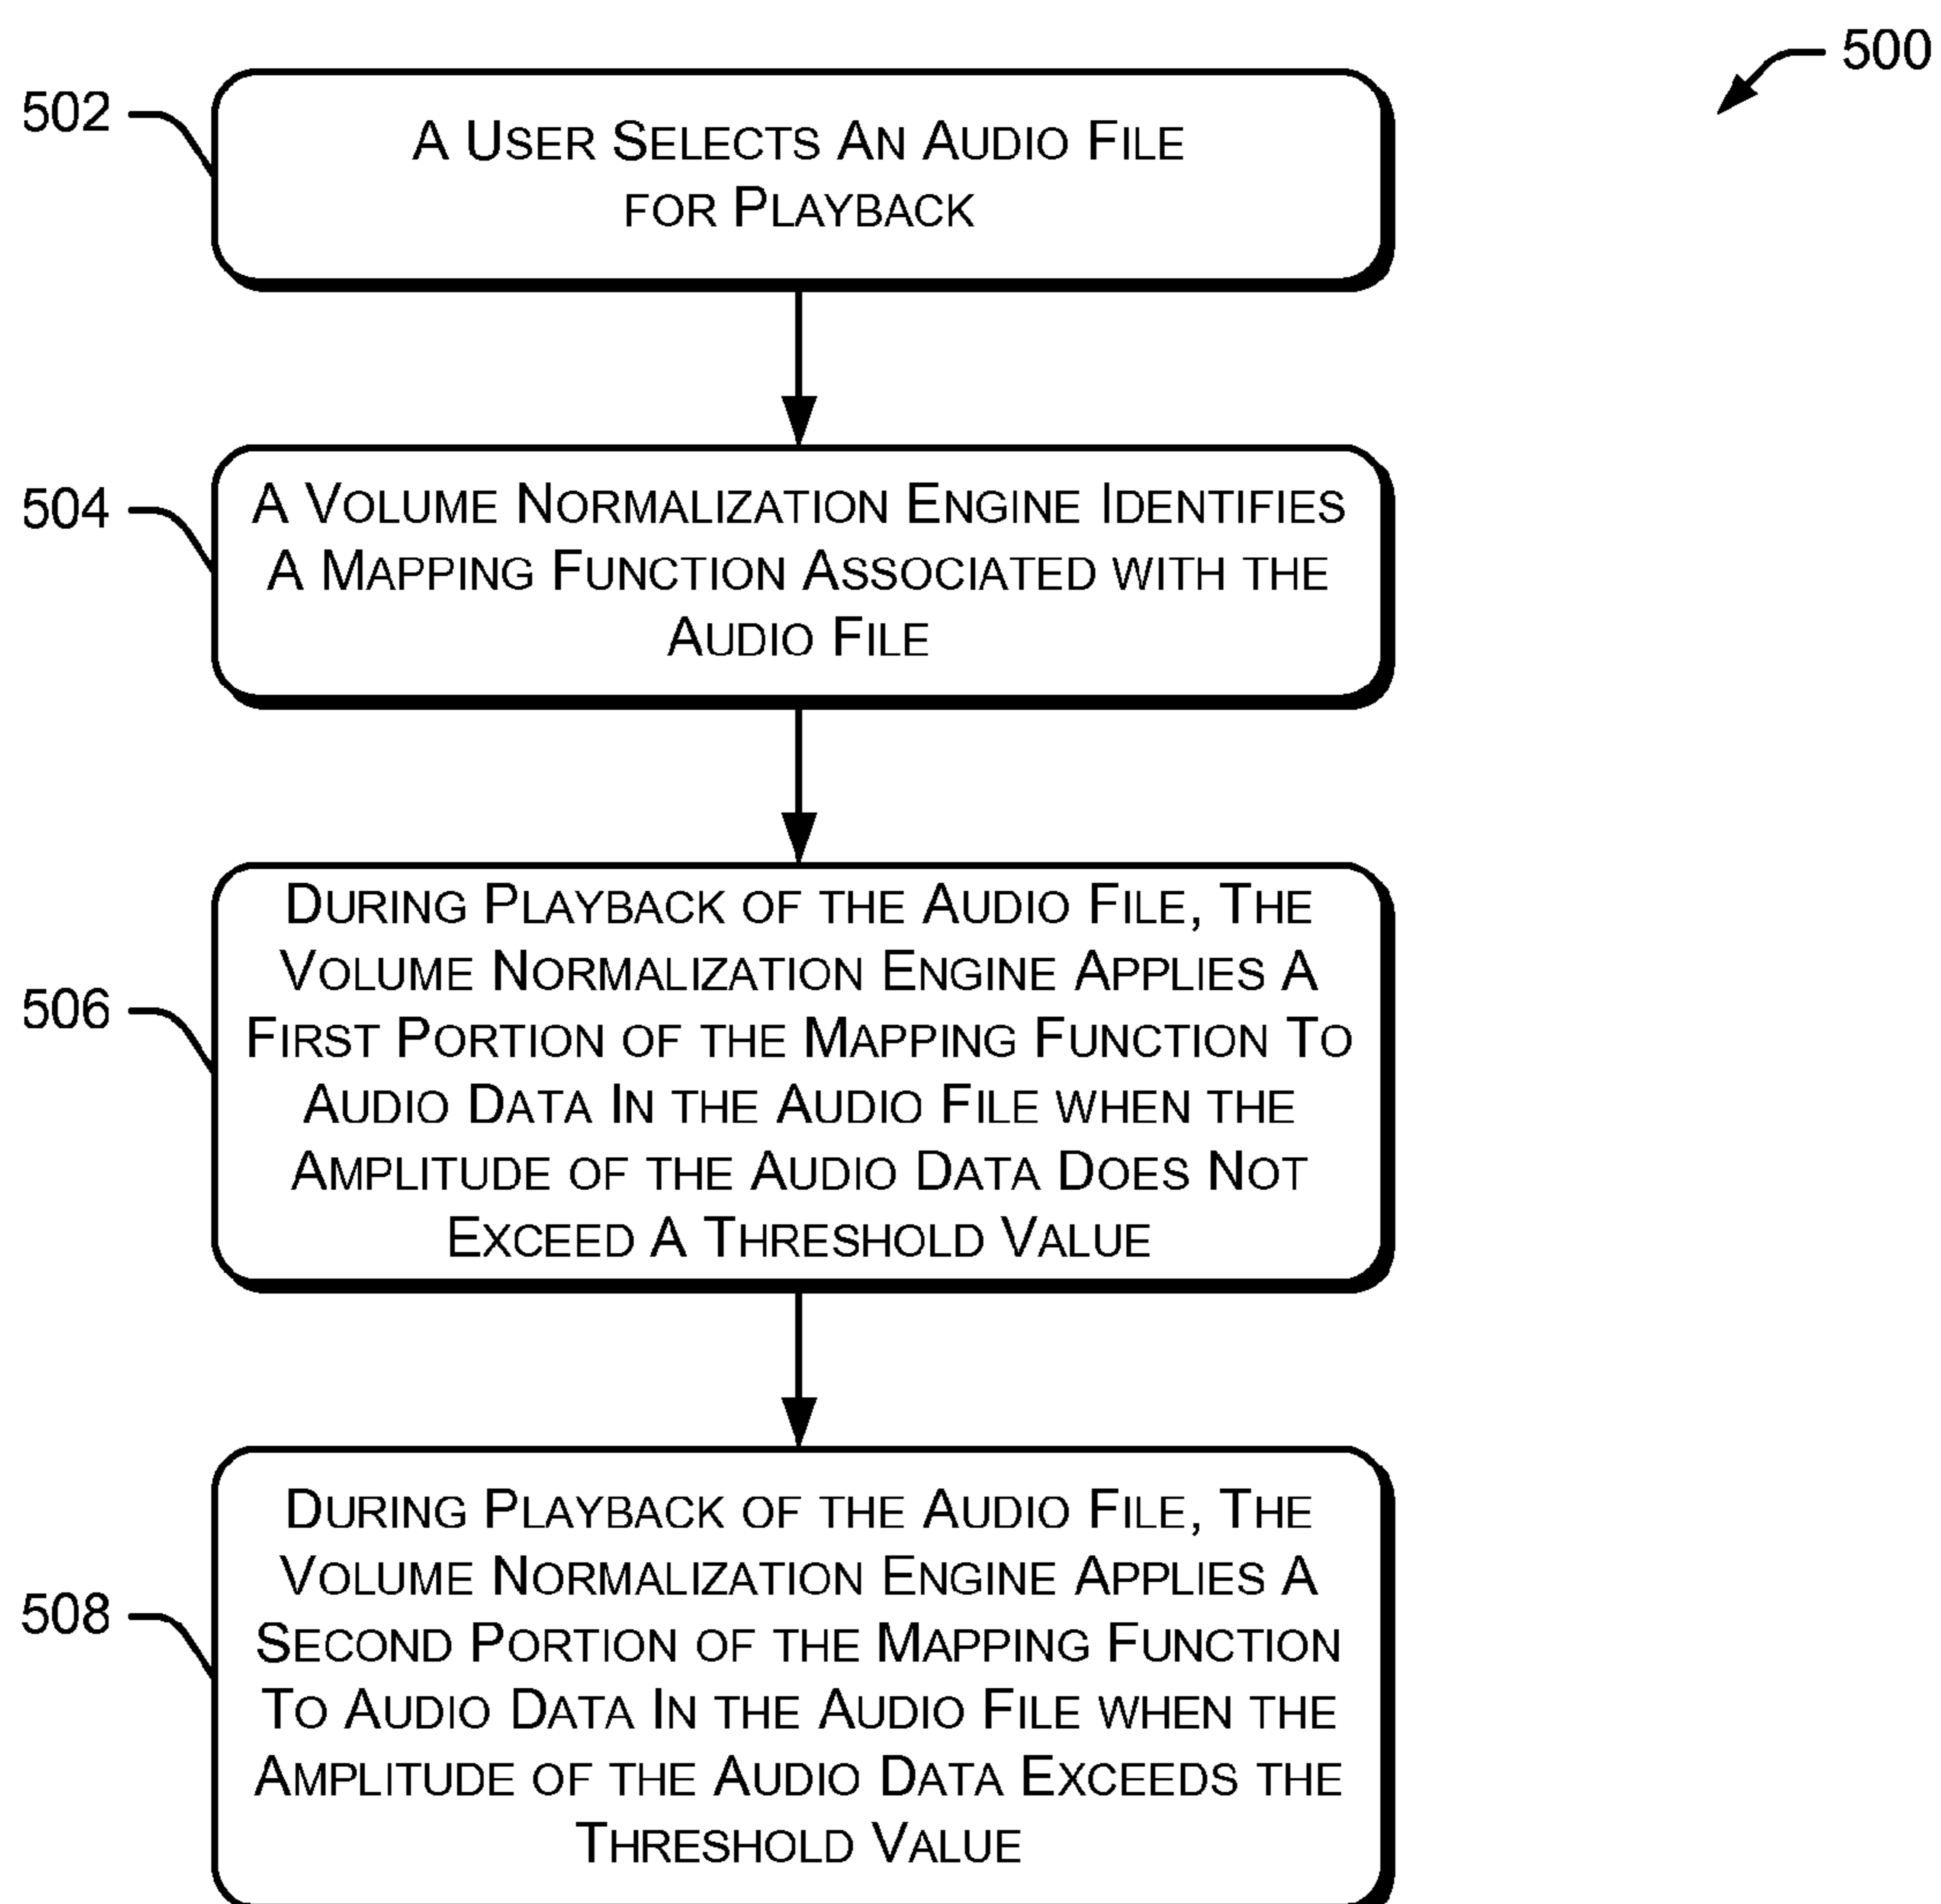 500
502
A USER SELECTS AN AUDIO FILE
FOR PLAYBACK
504
A VOLUME NORMALIZATION ENGINE IDENTIFIES
A MAPPING FUNCTION ASSOCIATED WITH THE
AUDIO FILE
506
DURING PLAYBACK OF THE AUDIO FILE, THE
VOLUME NORMALIZATION ENGINE APPLIES A
FIRST PORTION OF THE MAPPING FUNCTION TO
AUDIO DATA IN THE AUDIO FILE WHEN THE
AMPLITUDE OF THE AUDIO DATA DOES NOT
EXCEED A THRESHOLD VALUE
508
DURING PLAYBACK OF THE AUDIO FILE, THE
VOLUME NORMALIZATION ENGINE APPLIES A
SECOND PORTION OF THE MAPPING FUNCTION
TO AUDIO DATA IN THE AUDIO FILE WHEN THE
AMPLITUDE OF THE AUDIO DATA EXCEEDS THE
THRESHOLD VALUE